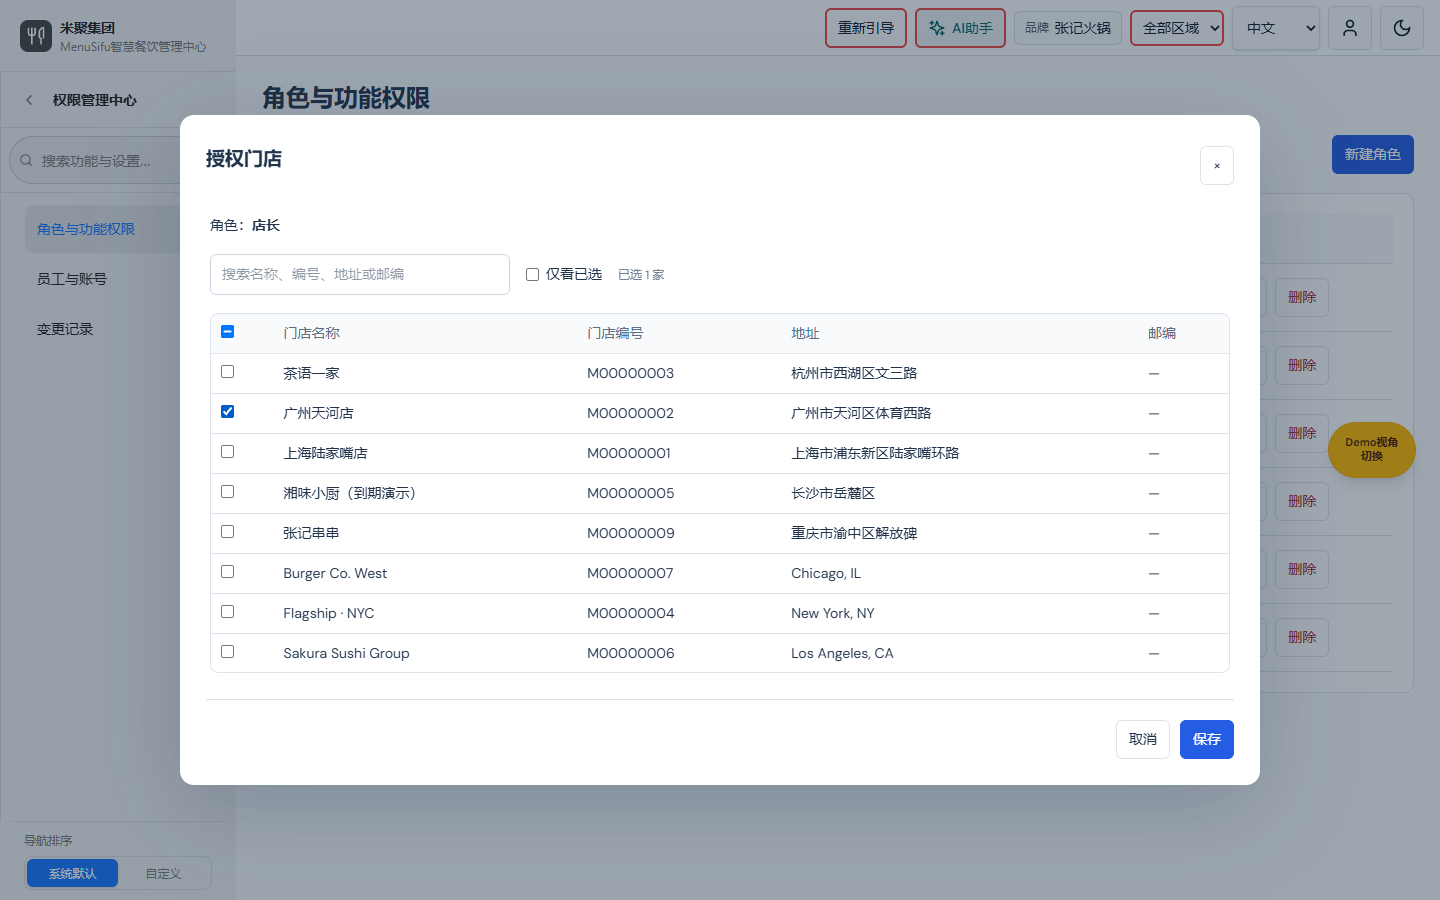 米聚集团
MenuSifu智慧餐饮管理中心
重新引导
AI助手
品牌 张记火锅
全部区域
中文
权限管理中心
搜索功能与设置...
角色与功能权限
员工与账号
变更记录
导航排序
系统默认
自定义
角色与功能权限
新建角色
删除
删除
删除
删除
删除
删除
Demo视角
切换
授权门店
×
角色：店长
搜索名称、编号、地址或邮编
仅看已选
已选 1 家
门店名称 门店编号 地址 邮编
茶语一家 M00000003 杭州市西湖区文三路 —
广州天河店 M00000002 广州市天河区体育西路 —
上海陆家嘴店 M00000001 上海市浦东新区陆家嘴环路 —
湘味小厨（到期演示） M00000005 长沙市岳麓区 —
张记串串 M00000009 重庆市渝中区解放碑 —
Burger Co. West M00000007 Chicago, IL —
Flagship · NYC M00000004 New York, NY —
Sakura Sushi Group M00000006 Los Angeles, CA —
取消
保存